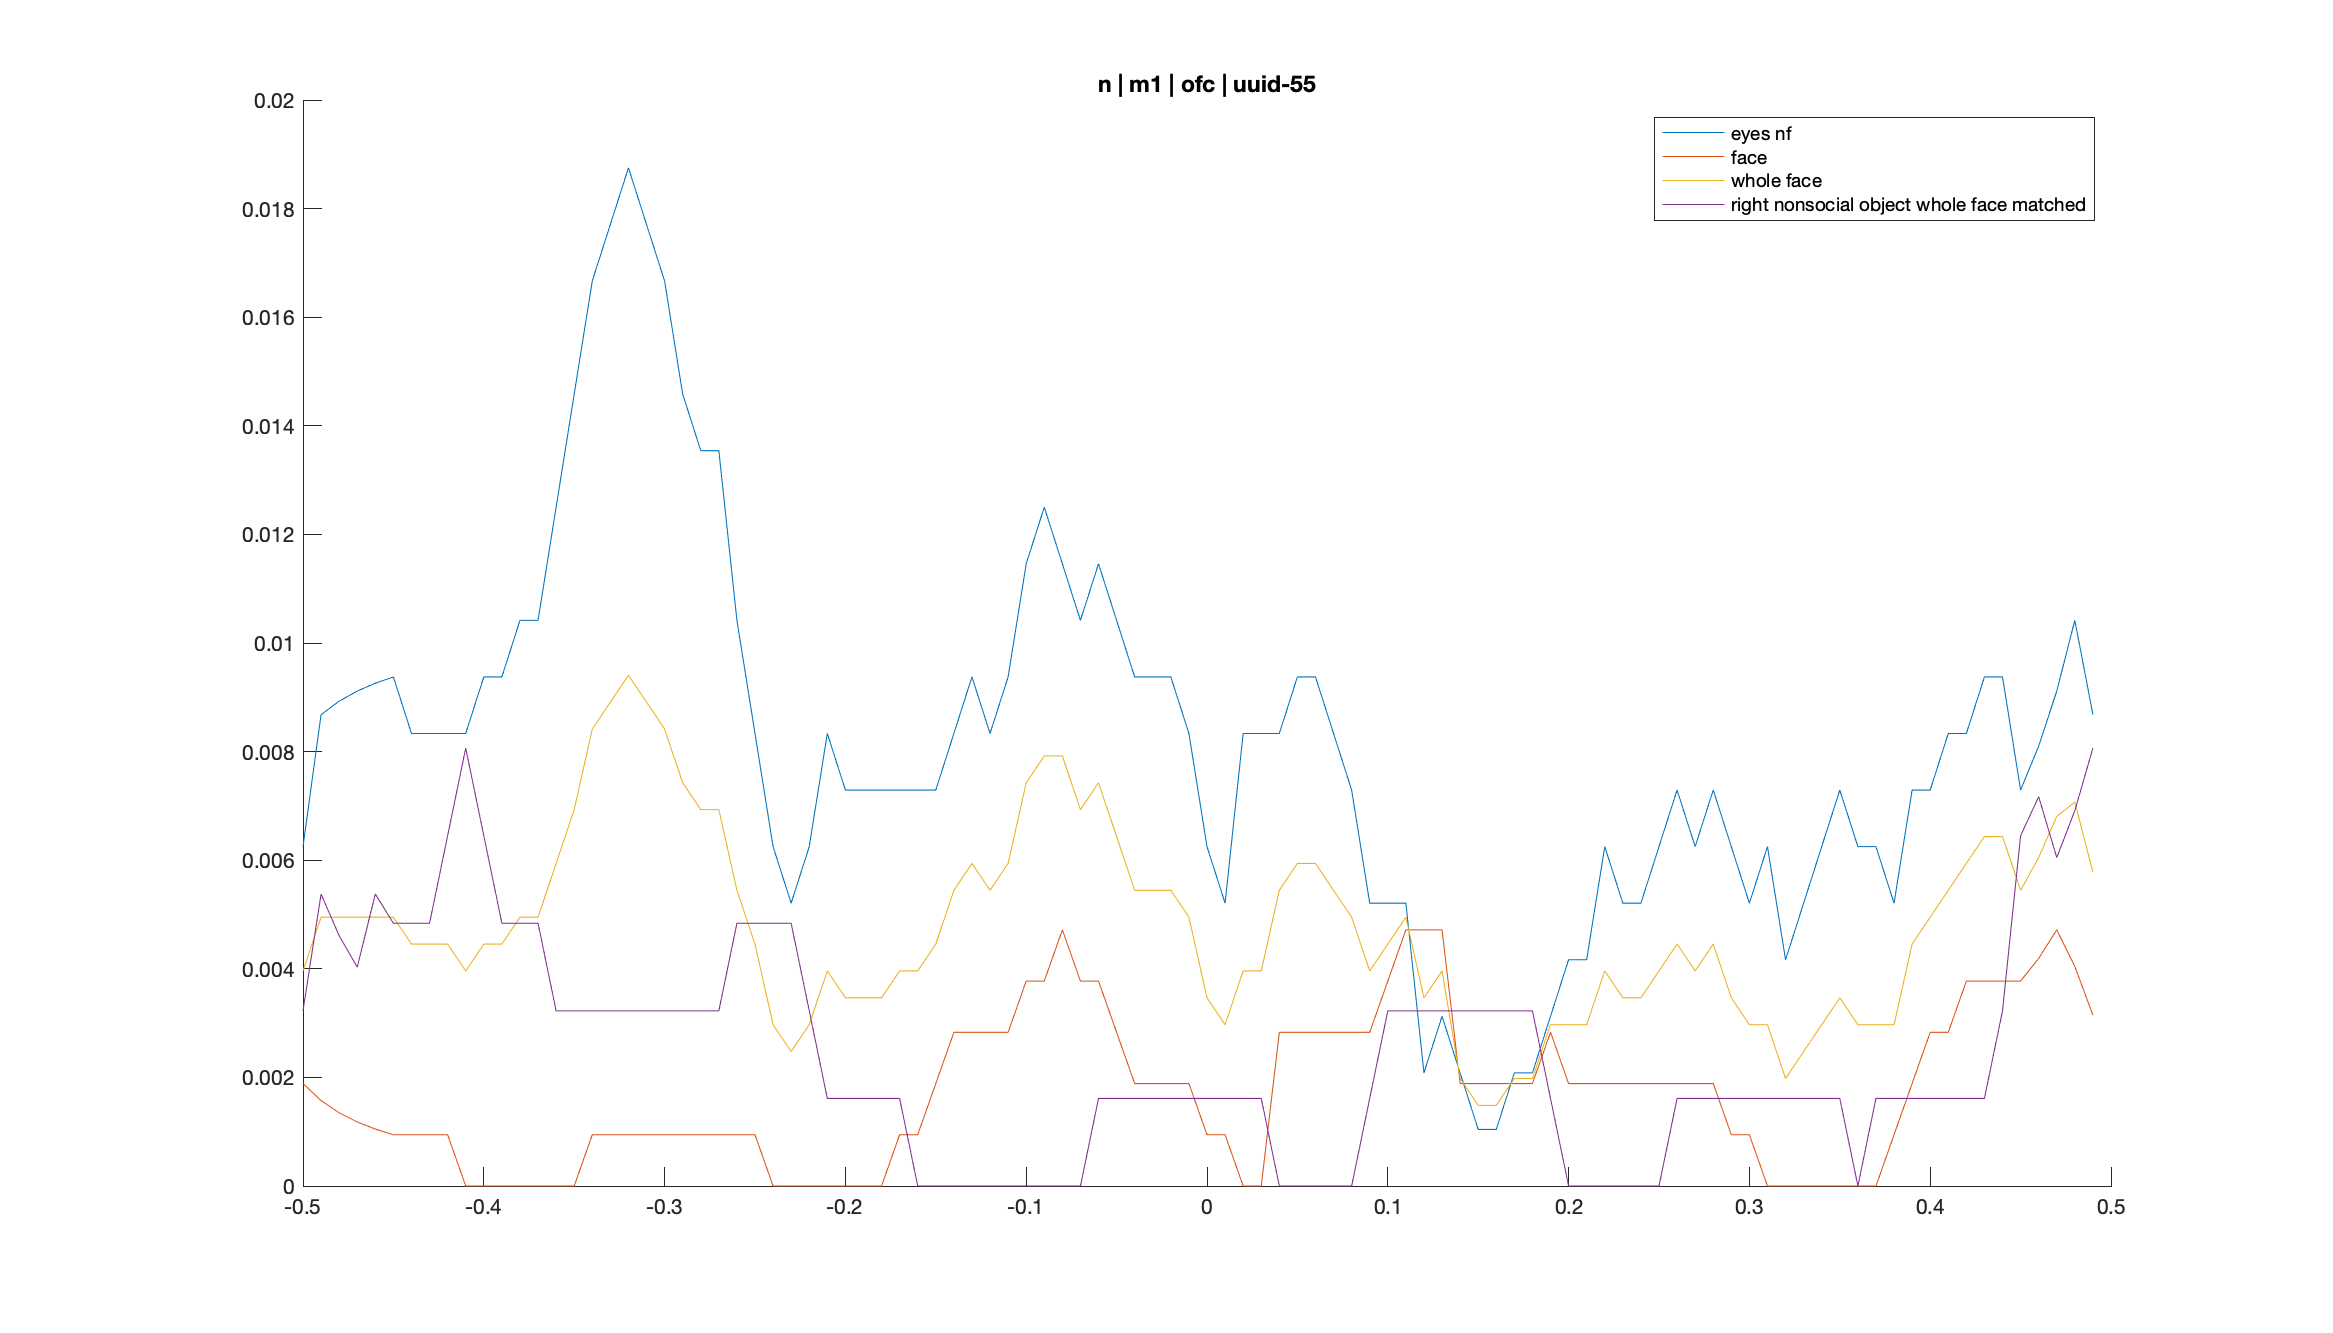 n | m1 | ofc | uuid-55
eyes nf
face
whole face
right nonsocial object whole face matched
0.02
0.018
0.016
0.014
0.012
0.01
0.008
0.006
0.004
0.002
0
-0.5 -0.4 -0.3 -0.2 -0.1 0 0.1 0.2 0.3 0.4 0.5